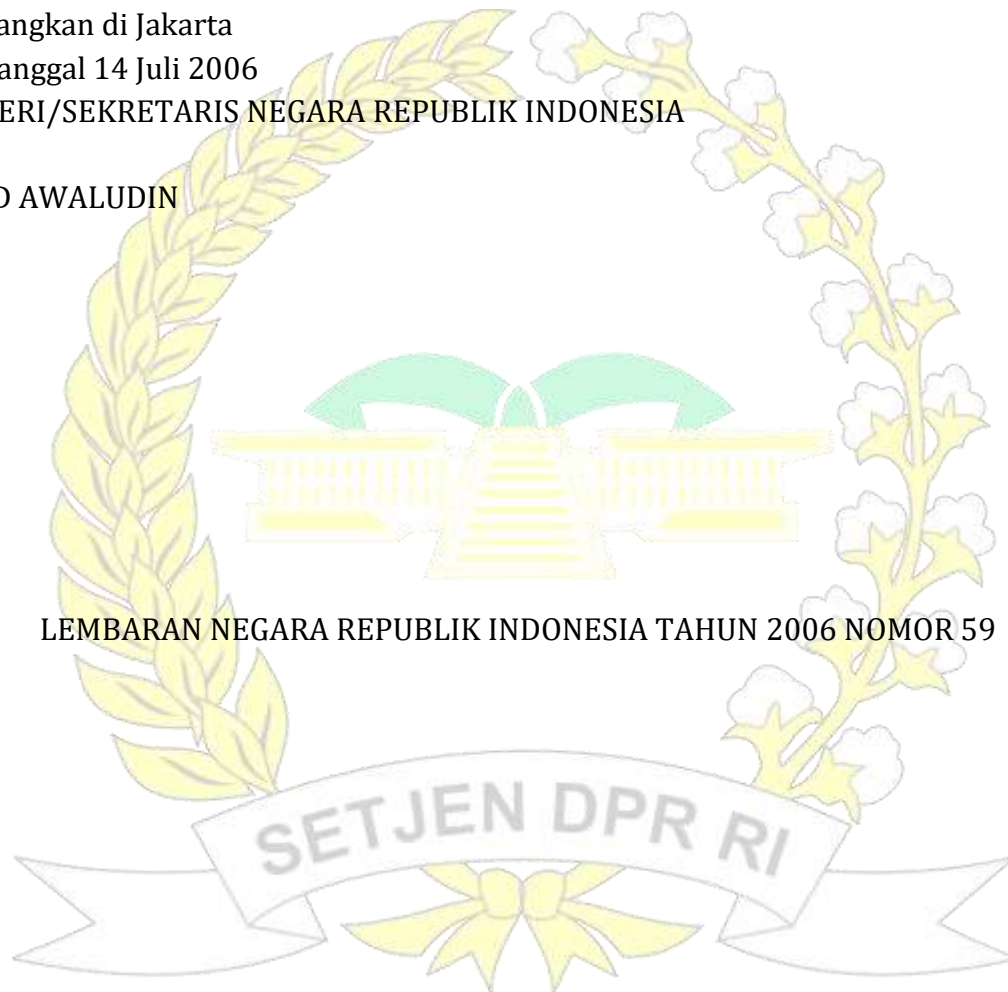 angkan di Jakarta
anggal 14 Juli 2006
ERI/SEKRETARIS NEGARA REPUBLIK INDONESIA
D AWALUDIN
LEMBARAN NEGARA REPUBLIK INDONESIA TAHUN 2006 NOMOR 59
SETJEN DPR RI